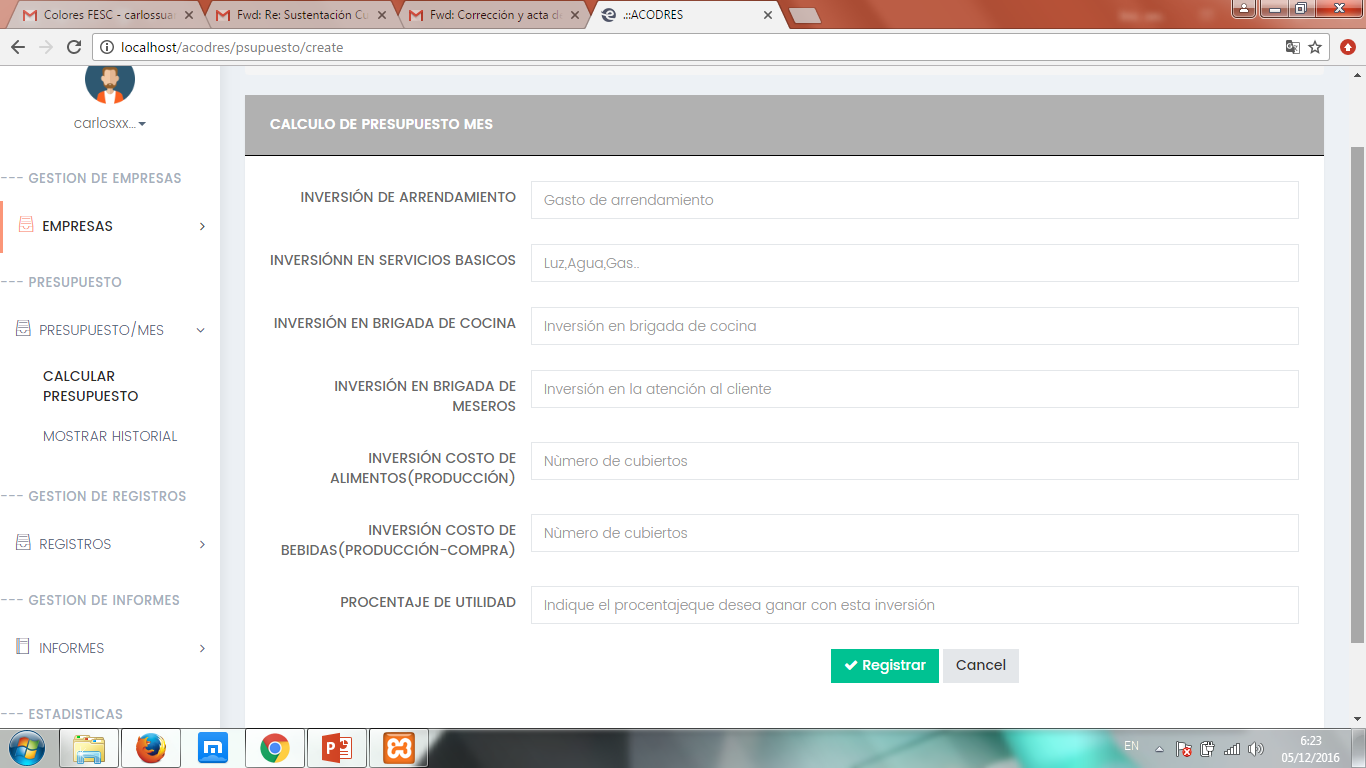 Colores FESC - carlossua
Fwd: Re: Sustentación Cu
Fwd: Corrección y acta d
.::ACODRES
localhost/acodres/psupuesto/create
carlosxx...
CALCULO DE PRESUPUESTO MES
--- GESTION DE EMPRESAS
EMPRESAS
--- PRESUPUESTO
PRESUPUESTO/MES
CALCULAR
PRESUPUESTO
MOSTRAR HISTORIAL
--- GESTION DE REGISTROS
REGISTROS
--- GESTION DE INFORMES
INFORMES
--- ESTADISTICAS
INVERSIÓN DE ARRENDAMIENTO
Gasto de arrendamiento
INVERSIÓNN EN SERVICIOS BASICOS
Luz,Agua,Gas..
INVERSIÓN EN BRIGADA DE COCINA
Inversión en brigada de cocina
INVERSIÓN EN BRIGADA DE
MESEROS
Inversión en la atención al cliente
INVERSIÓN COSTO DE
ALIMENTOS(PRODUCCIÓN)
Nùmero de cubiertos
INVERSIÓN COSTO DE
BEBIDAS(PRODUCCIÓN-COMPRA)
Nùmero de cubiertos
PROCENTAJE DE UTILIDAD
Indique el procentajeque desea ganar con esta inversión
Registrar
Cancel
EN
6:23
05/12/2016